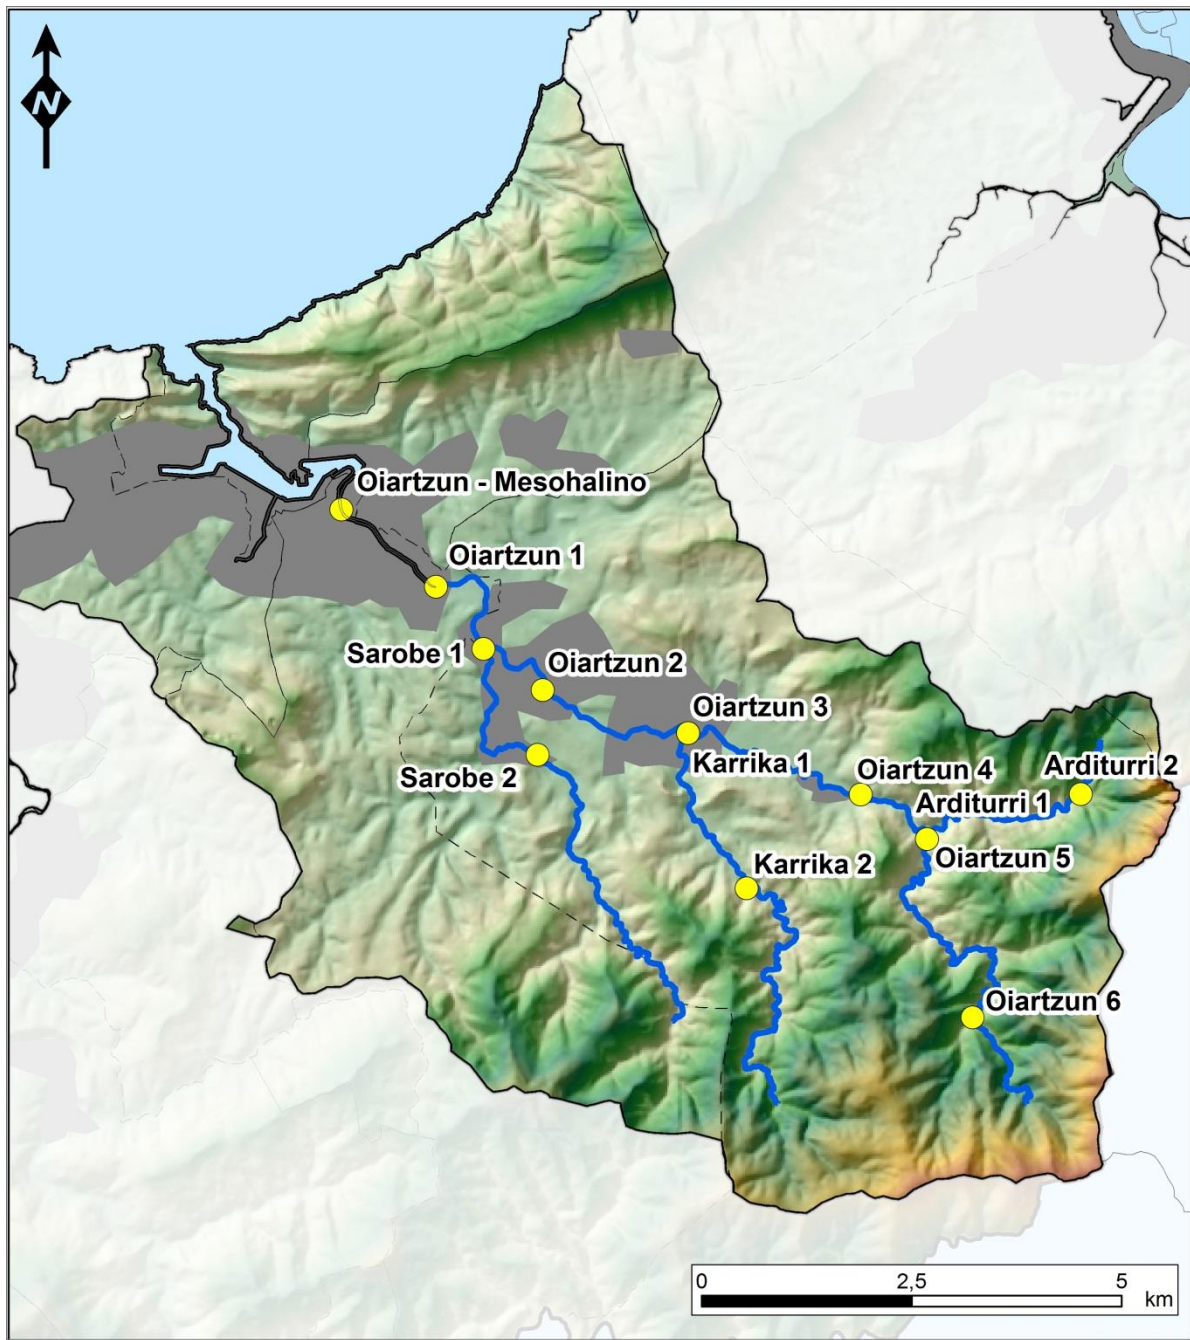 N
Oiartzun - Mesohalino
Oiartzun 1
Sarobe 1
Oiartzun 2
Oiartzun 3
Sarobe 2
Karrika 1
Oiartzun 4
Arditurri 2
Arditurri 1
Oiartzun 5
Karrika 2
Oiartzun 6
0 2,5 5
km